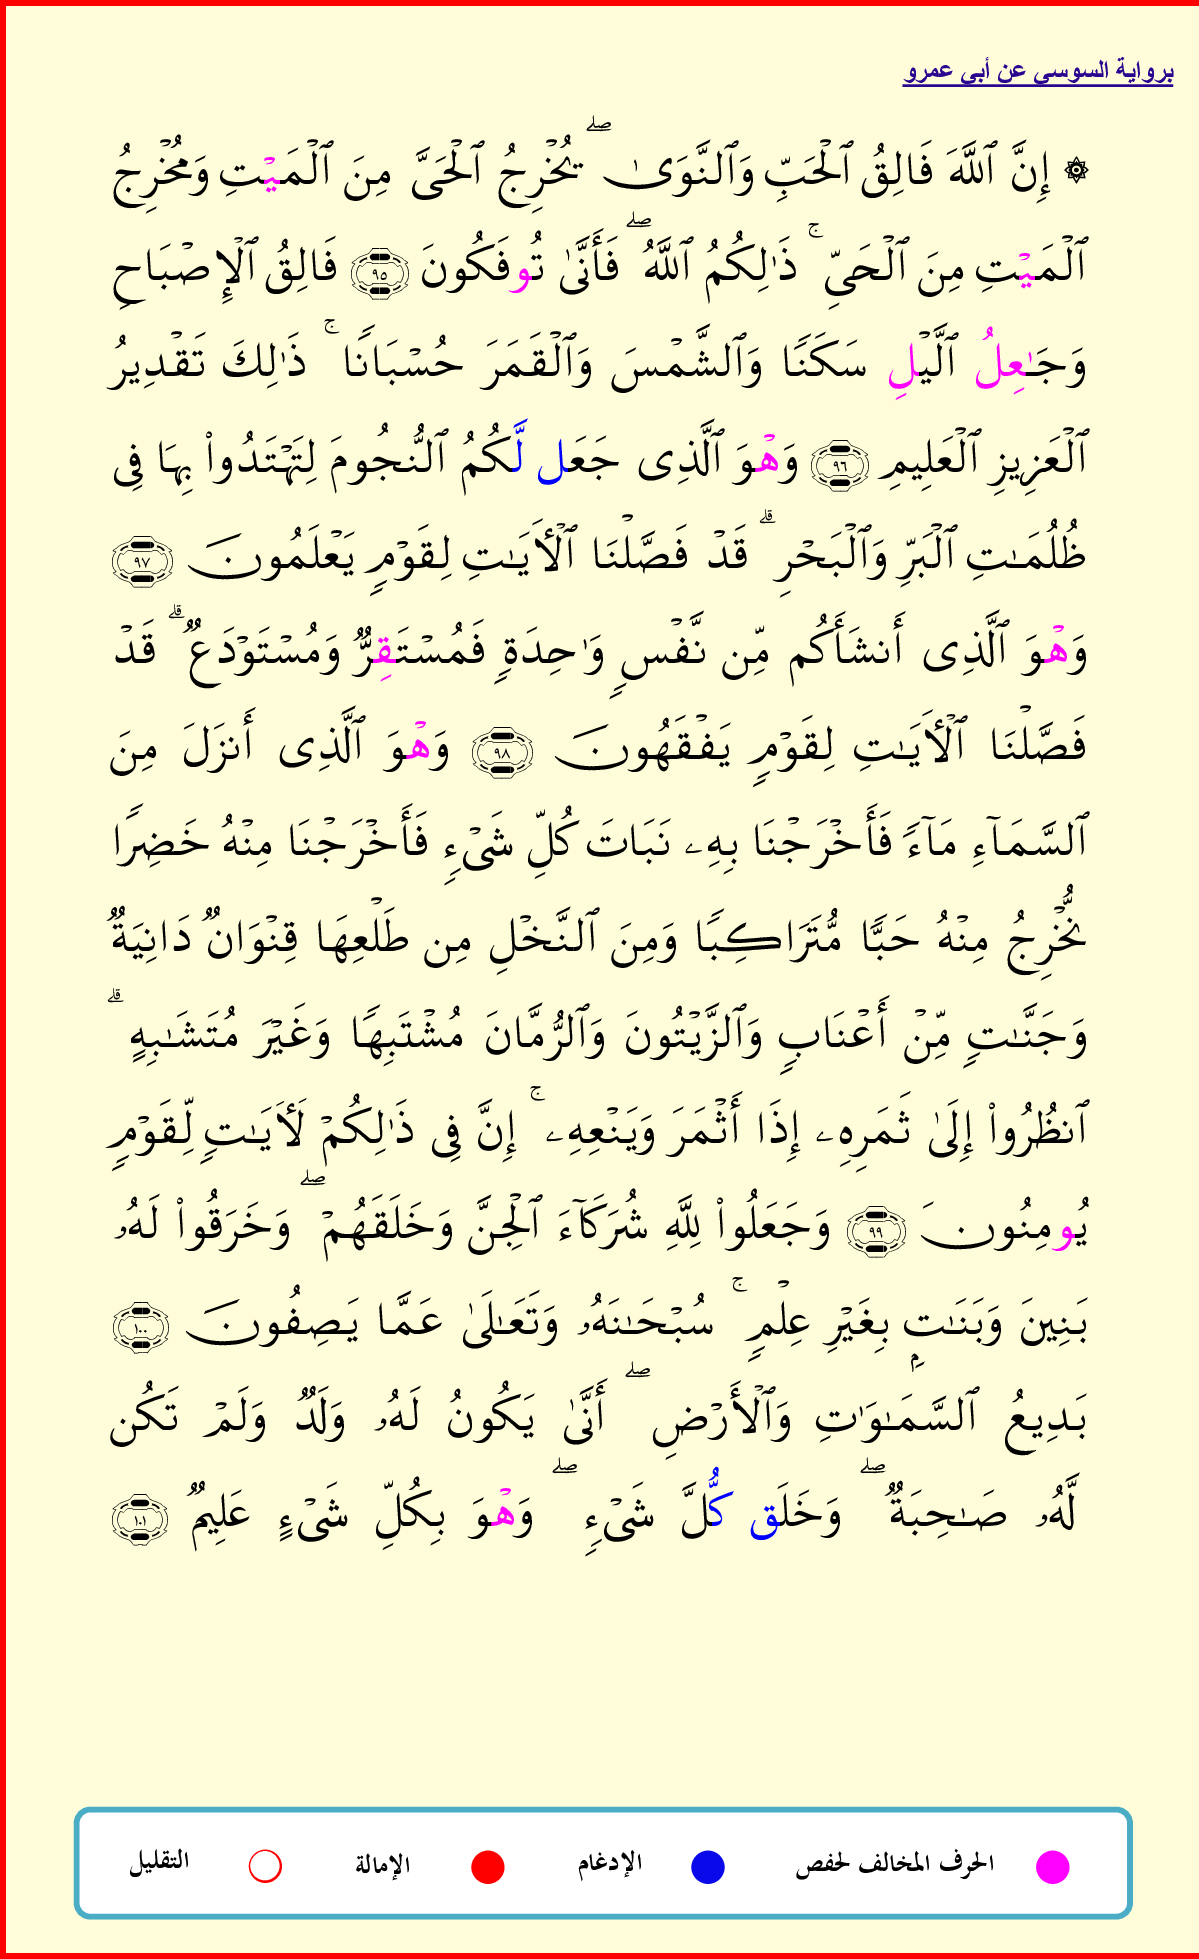 برواية السوسي عن أبي عمرو
۞ إِنَّ ٱللَّهَ فَالِقُ ٱلْحَبِّ وَٱلنَّوَىٰ ۖ يُخْرِجُ ٱلْحَىَّ مِنَ ٱلْمَيْتِ وَمُخْرِجُ
ٱلْمَيْتِ مِنَ ٱلْحَىِّ ۚ ذَٰلِكُمُ ٱللَّهُ ۖ فَأَنَّىٰ تُوفَكُونَ ٩٥ فَالِقُ ٱلْإِصْبَاحِ
وَجَـٰعِلُ ٱلَّيْلِ سَكَنًا وَٱلشَّمْسَ وَٱلْقَمَرَ حُسْبَانًا ۚ ذَٰلِكَ تَقْدِيرُ
ٱلْعَزِيزِ ٱلْعَلِيمِ ٩٦ وَهْوَ ٱلَّذِى جَعَل لَّكُمُ ٱلنُّجُومَ لِتَهْتَدُوا۟ بِهَا فِى
ظُلُمَـٰتِ ٱلْبَرِّ وَٱلْبَحْرِ ۗ قَدْ فَصَّلْنَا ٱلْأَيَـٰتِ لِقَوْمٍ يَعْلَمُونَ ٩٧
وَهْوَ ٱلَّذِى أَنشَأَكُم مِّن نَّفْسٍ وَٰحِدَةٍ فَمُسْتَقِرٌّ وَمُسْتَوْدَعٌ ۗ قَدْ
فَصَّلْنَا ٱلْأَيَـٰتِ لِقَوْمٍ يَفْقَهُونَ ٩٨ وَهْوَ ٱلَّذِى أَنزَلَ مِنَ
ٱلسَّمَآءِ مَآءً فَأَخْرَجْنَا بِهِۦ نَبَاتَ كُلِّ شَىْءٍ فَأَخْرَجْنَا مِنْهُ خَضِرًا
نُّخْرِجُ مِنْهُ حَبًّا مُّتَرَاكِبًا وَمِنَ ٱلنَّخْلِ مِن طَلْعِهَا قِنْوَانٌ دَانِيَةٌ
وَجَنَّـٰتٍ مِّنْ أَعْنَابٍ وَٱلزَّيْتُونَ وَٱلرُّمَّانَ مُشْتَبِهًا وَغَيْرَ مُتَشَـٰبِهٍ ۗ
ٱنظُرُوا۟ إِلَىٰ ثَمَرِهِۦ إِذَا أَثْمَرَ وَيَنْعِهِۦ ۚ إِنَّ فِى ذَٰلِكُمْ لَأَيَـٰتٍ لِّقَوْمٍ
يُومِنُونَ ٩٩ وَجَعَلُوا۟ لِلَّهِ شُرَكَآءَ ٱلْجِنَّ وَخَلَقَهُمْ ۖ وَخَرَقُوا۟ لَهُۥ
بَنِينَ وَبَنَـٰتٍۭ بِغَيْرِ عِلْمٍ ۚ سُبْحَـٰنَهُۥ وَتَعَـٰلَىٰ عَمَّا يَصِفُونَ ١٠٠
بَدِيعُ ٱلسَّمَـٰوَٰتِ وَٱلْأَرْضِ ۖ أَنَّىٰ يَكُونُ لَهُۥ وَلَدٌ وَلَمْ تَكُن
لَّهُۥ صَـٰحِبَةٌ ۖ وَخَلَق كُّلَّ شَىْءٍ ۖ وَهْوَ بِكُلِّ شَىْءٍ عَلِيمٌ ١٠١
الحرف المخالف لحفص الإدغام الإمالة التقليل